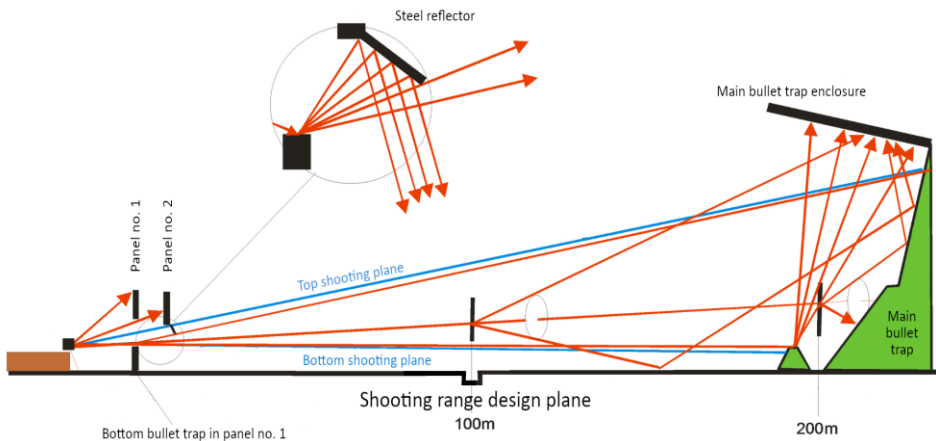 Steel reflector
Main bullet trap enclosure
Panel no. 1
Panel no. 2
Top shooting plane
Bottom shooting plane
Main
bullet
trap
Shooting range design plane
100m
200m
Bottom bullet trap in panel no. 1